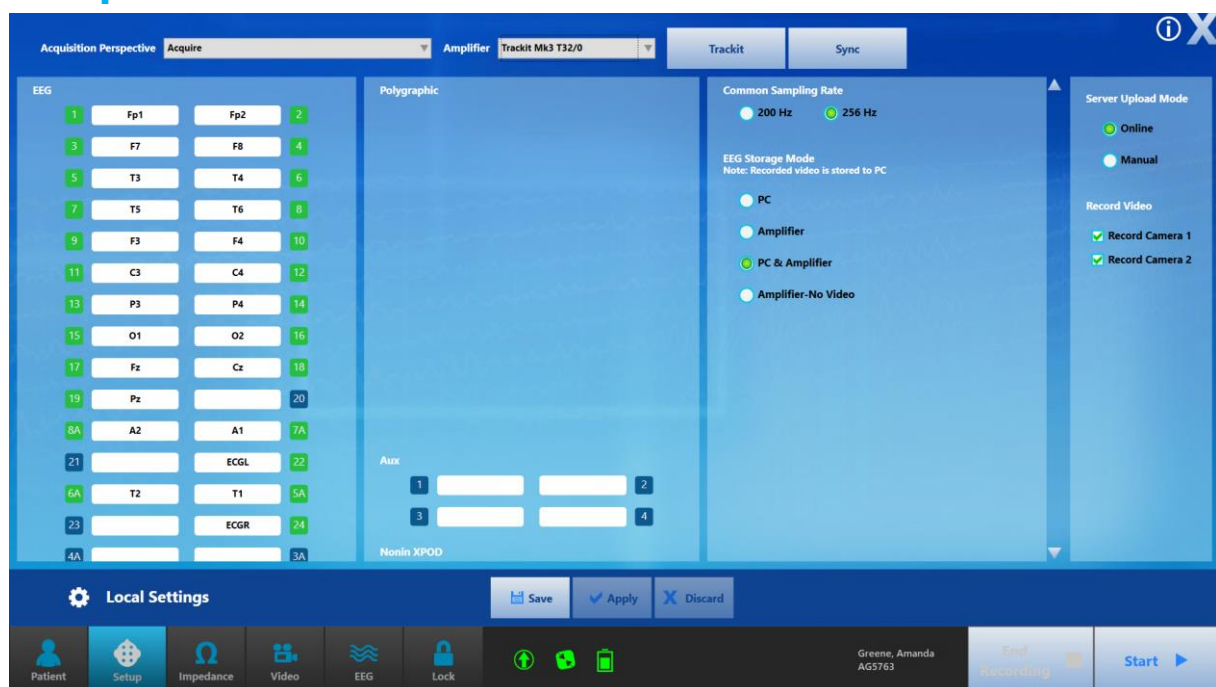 Acquisition Perspective Acquire Amplifier Trackit Mk3 T32/0 Trackit Sync
EEG
1 Fp1 Fp2 2
3 F7 F8 4
5 T3 T4 6
7 T5 T6 8
9 F3 F4 10
11 C3 C4 12
13 P3 P4 14
15 O1 O2 16
17 Fz Cz 18
19 Pz 20
8A A2 A1 7A
21 ECGL 22
6A T2 T1 5A
23 ECGR 24
4A 3A
Polygraphic
Aux
1 2
3 4
Nonin XPOD
Common Sampling Rate
200 Hz 256 Hz
EEG Storage Mode
Note: Recorded video is stored to PC
PC
Amplifier
PC & Amplifier
Amplifier-No Video
Server Upload Mode
Online
Manual
Record Video
Record Camera 1
Record Camera 2
Local Settings Save Apply X Discard
Patient Setup Impedance Video EEG Lock
Greene, Amanda
AG5763
End
Recording
Start